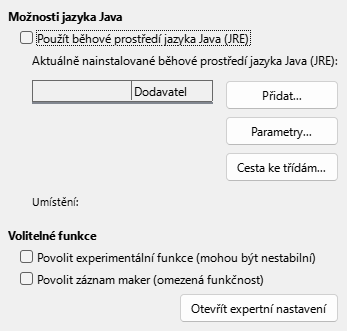 Možnosti jazyka Java
Použít běhové prostředí jazyka Java (JRE)
Aktuálně nainstalované běhové prostředí jazyka Java (JRE):
Dodavatel
Přidat...
Parametry...
Cesta ke třídám...
Umístění:
Volitelné funkce
Povolit experimentální funkce (mohou být nestabilní)
Povolit záznam maker (omezená funkčnost)
Otevřít expertní nastavení